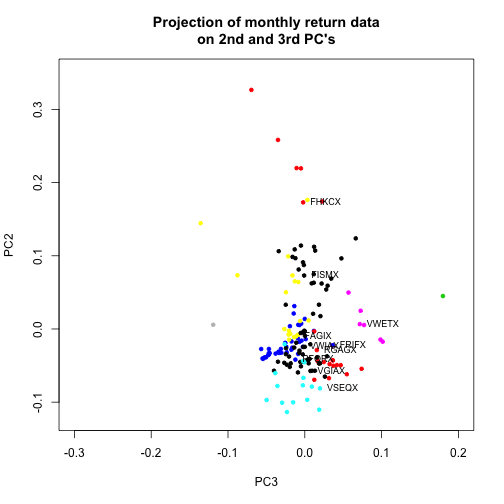 Projection of monthly return data
on 2nd and 3rd PC's
0.3
0.2
0.1
0.0
-0.1
PC2
FHKCX
FISMX
VWETX
FAGIX
FRIFX
RGAGX
VGIAX
VSEQX
-0.3
-0.2
-0.1
0.0
0.1
0.2
PC3